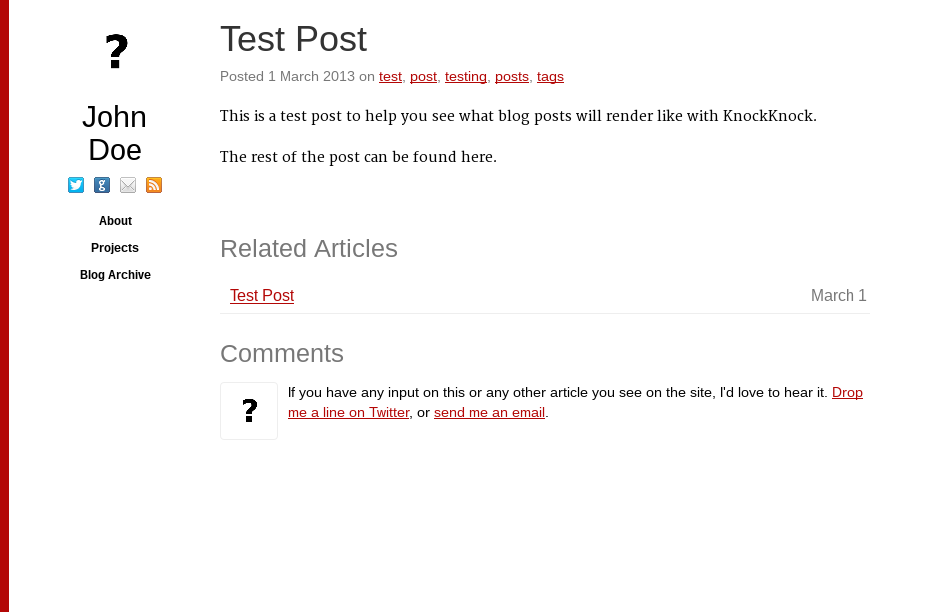 ?
John
Doe
About
Projects
Blog Archive
Test Post
Posted 1 March 2013 on test, post, testing, posts, tags
This is a test post to help you see what blog posts will render like with KnockKnock.
The rest of the post can be found here.
Related Articles
Test Post March 1
Comments
?
If you have any input on this or any other article you see on the site, I'd love to hear it. Drop
me a line on Twitter, or send me an email.